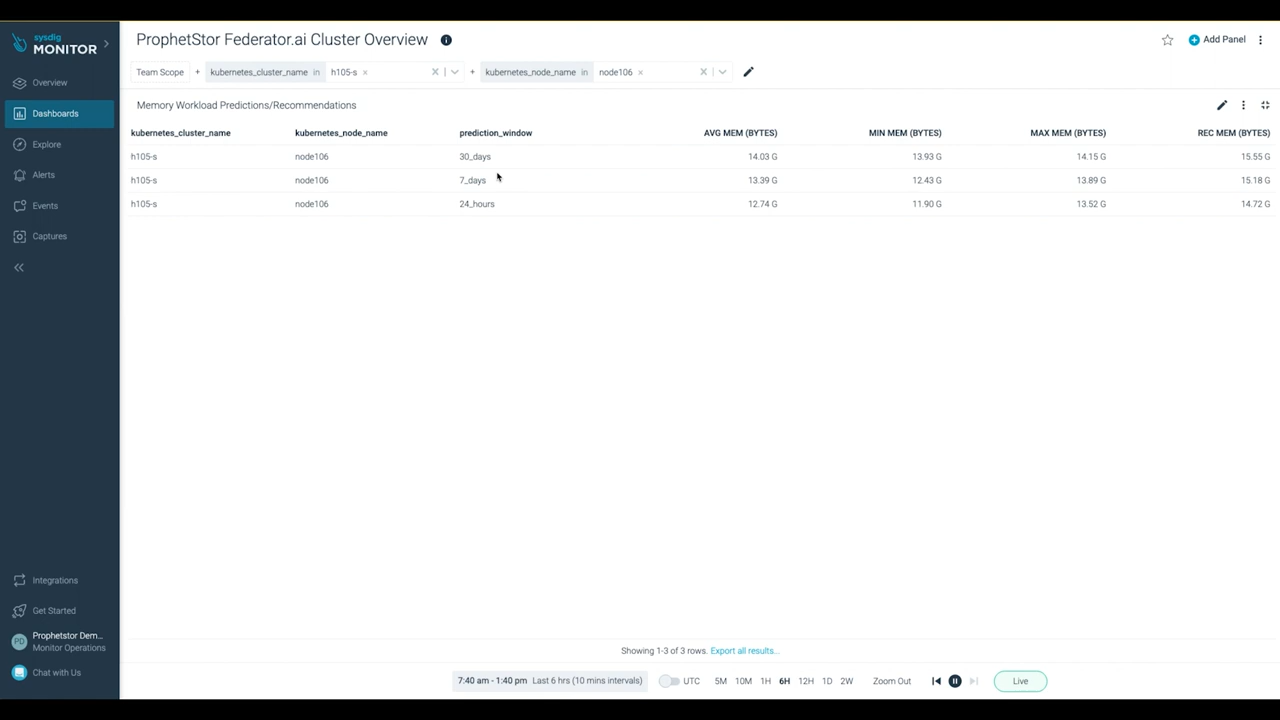 sysdig
MONITOR
Overview
Dashboards
Explore
Alerts
Events
Captures
Integrations
Get Started
PD
Prophetstor Dem...
Monitor Operations
Chat with Us
ProphetStor Federator.ai Cluster Overview
Add Panel
Team Scope + kubernetes_cluster_name in h105-s + kubernetes_node_name in node106
Memory Workload Predictions/Recommendations
kubernetes_cluster_name kubernetes_node_name prediction_window AVG MEM (BYTES) MIN MEM (BYTES) MAX MEM (BYTES) REC MEM (BYTES)
h105-s node106 30_days 14.03 G 13.93 G 14.15 G 15.55 G
h105-s node106 7_days 13.39 G 12.43 G 13.89 G 15.18 G
h105-s node106 24_hours 12.74 G 11.90 G 13.52 G 14.72 G
Showing 1-3 of 3 rows. Export all results...
7:40 am - 1:40 pm Last 6 hrs (10 mins intervals) UTC 5M 10M 1H 6H 12H 1D 2W Zoom Out Live